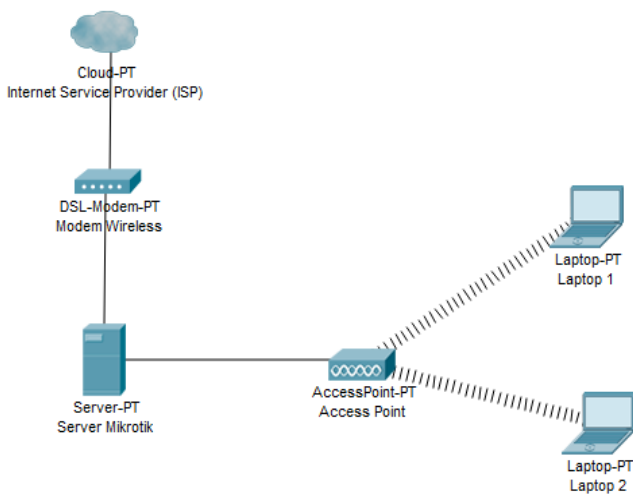 Cloud-PT
Internet Service Provider (ISP)
DSL-Modem-PT
Modem Wireless
Laptop-PT
Laptop 1
Server-PT
Server Mikrotik
AccessPoint-PT
Access Point
Laptop-PT
Laptop 2